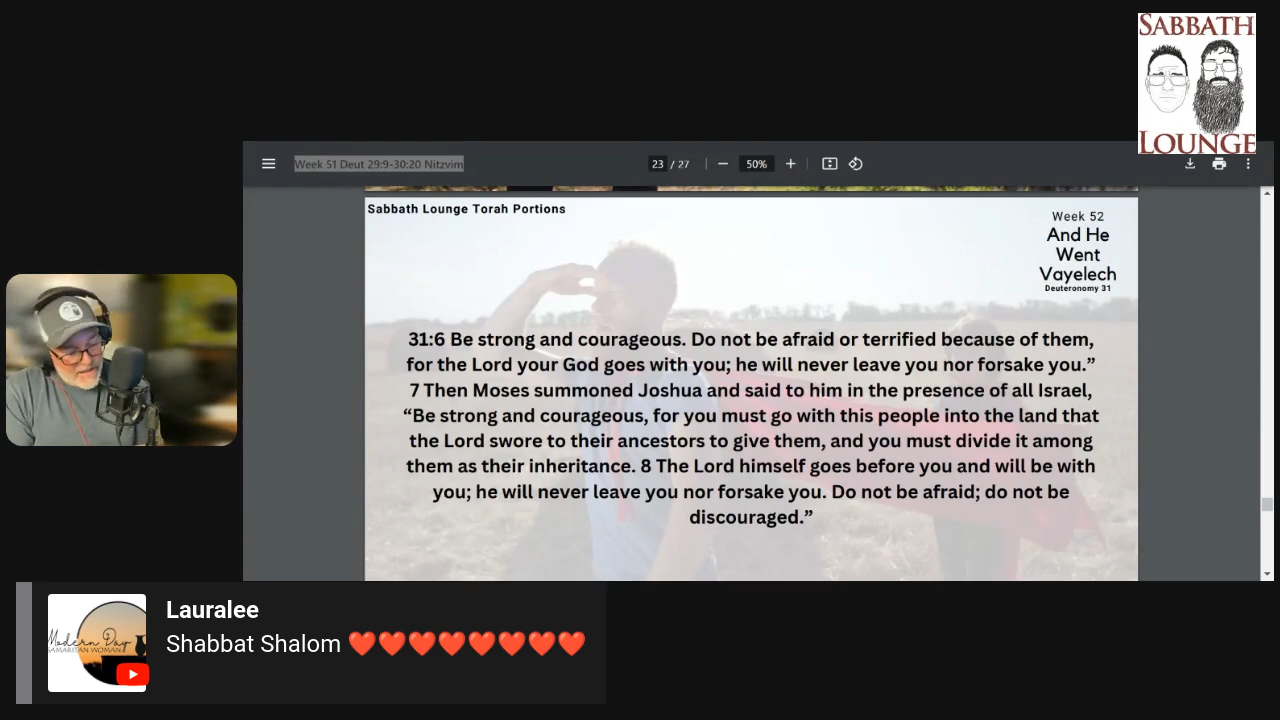 SABBATH
LOUNGE
Week 51 Deut 29:9-30:20 Nitzvim
23 / 27
50%
Sabbath Lounge Torah Portions
Week 52
And He
Went
Vayelech
Deuteronomy 31
31:6 Be strong and courageous. Do not be afraid or terrified because of them,
for the Lord your God goes with you; he will never leave you nor forsake you.”
7 Then Moses summoned Joshua and said to him in the presence of all Israel,
“Be strong and courageous, for you must go with this people into the land that
the Lord swore to their ancestors to give them, and you must divide it among
them as their inheritance. 8 The Lord himself goes before you and will be with
you; he will never leave you nor forsake you. Do not be afraid; do not be
discouraged.”
Modern Day
SAMARITAN WOMAN
Lauralee
Shabbat Shalom ❤️❤️❤️❤️❤️❤️❤️❤️